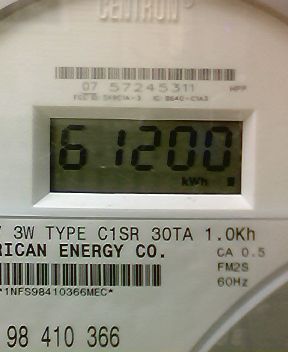 CENTRON
07 57245311
61200
kWh
3W TYPE C1SR 30TA 1.0Kh
RICAN ENERGY CO.
CA 0.5
FM2S
60Hz
*1NFS98410366MEC*
98 410 366